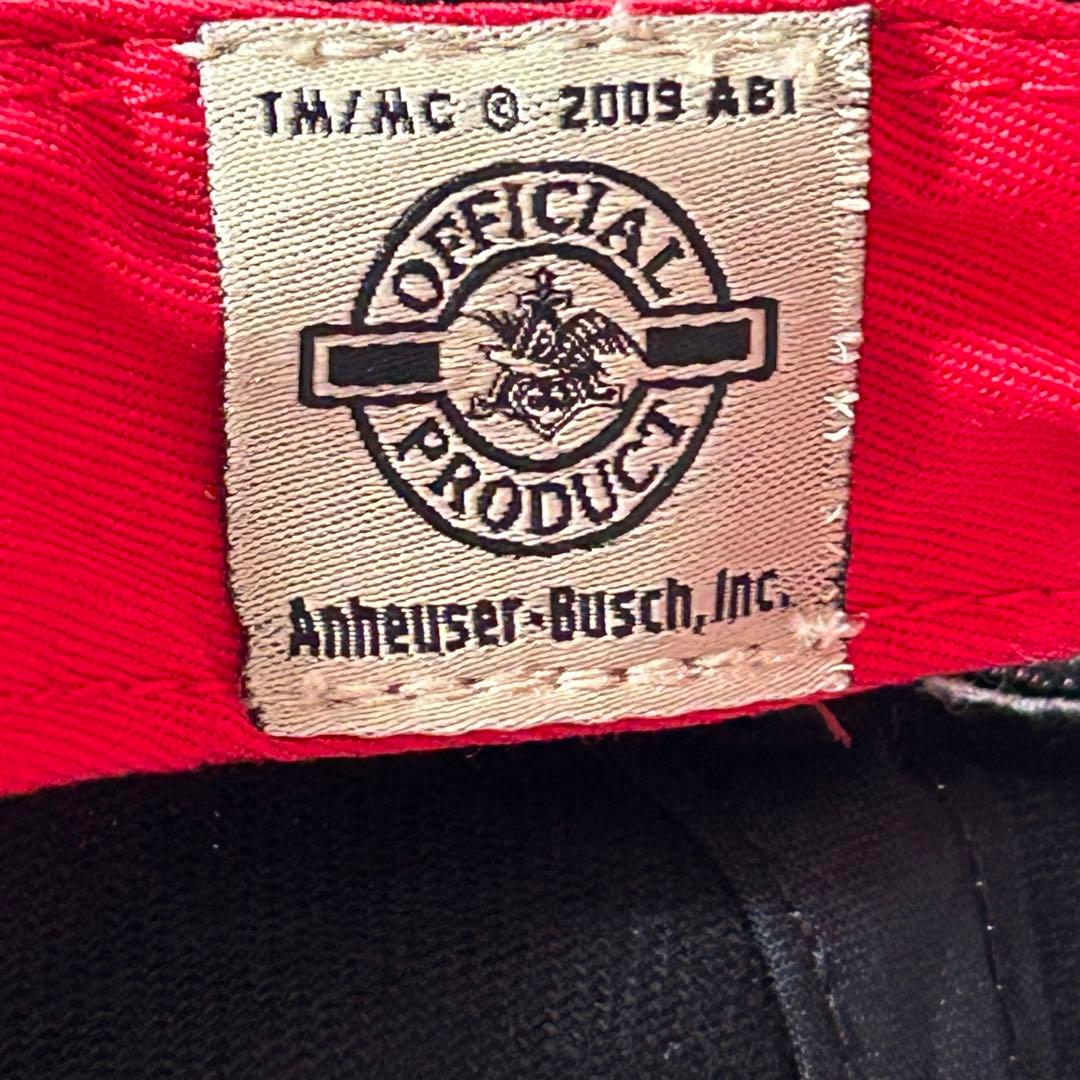 TM/MC © 2009 ABI
OFFICIAL
PRODUCT
Anheuser-Busch, Inc.